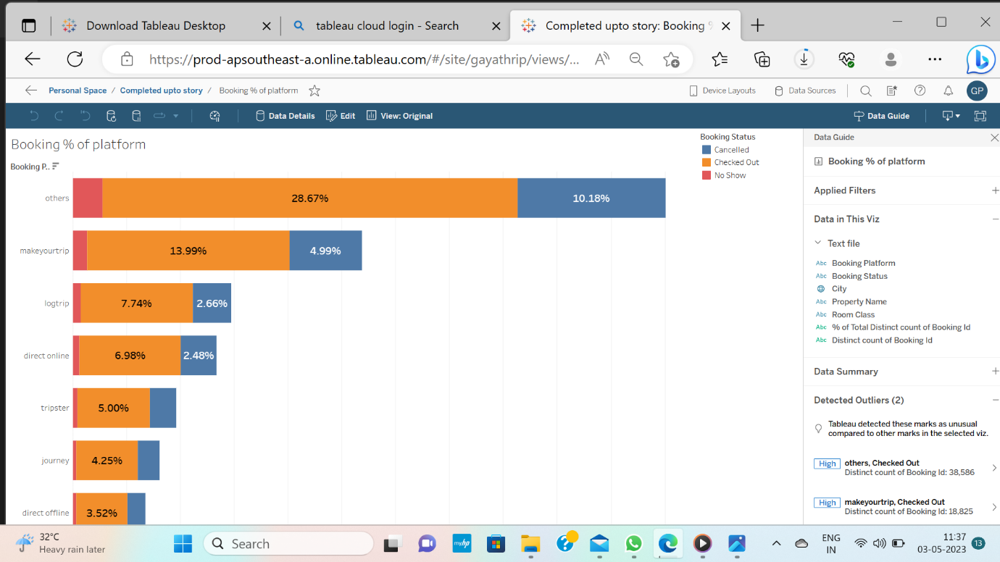 Download Tableau Desktop
tableau cloud login - Search
Completed upto story: Booking %
https://prod-apsoutheast-a.online.tableau.com/#/site/gayathrip/views/...
Personal Space / Completed upto story / Booking % of platform
Device Layouts
Data Sources
GP
Data Details
Edit
View: Original
Data Guide
Booking % of platform
Booking P..
others
28.67%
10.18%
makeyourtrip
13.99%
4.99%
logtrip
7.74%
2.66%
direct online
6.98%
2.48%
tripster
5.00%
journey
4.25%
direct offline
3.52%
Booking Status
Cancelled
Checked Out
No Show
Data Guide
Booking % of platform
Applied Filters
Data in This Viz
Text file
Abc Booking Platform
Abc Booking Status
City
Abc Property Name
Abc Room Class
Abc % of Total Distinct count of Booking Id
Abc Distinct count of Booking Id
Data Summary
Detected Outliers (2)
Tableau detected these marks as unusual
compared to other marks in the selected viz.
High others, Checked Out
Distinct count of Booking Id: 38,586
High makeyourtrip, Checked Out
Distinct count of Booking Id: 18,825
32°C
Heavy rain later
Search
myhp
ENG
IN
11:37
03-05-2023
13